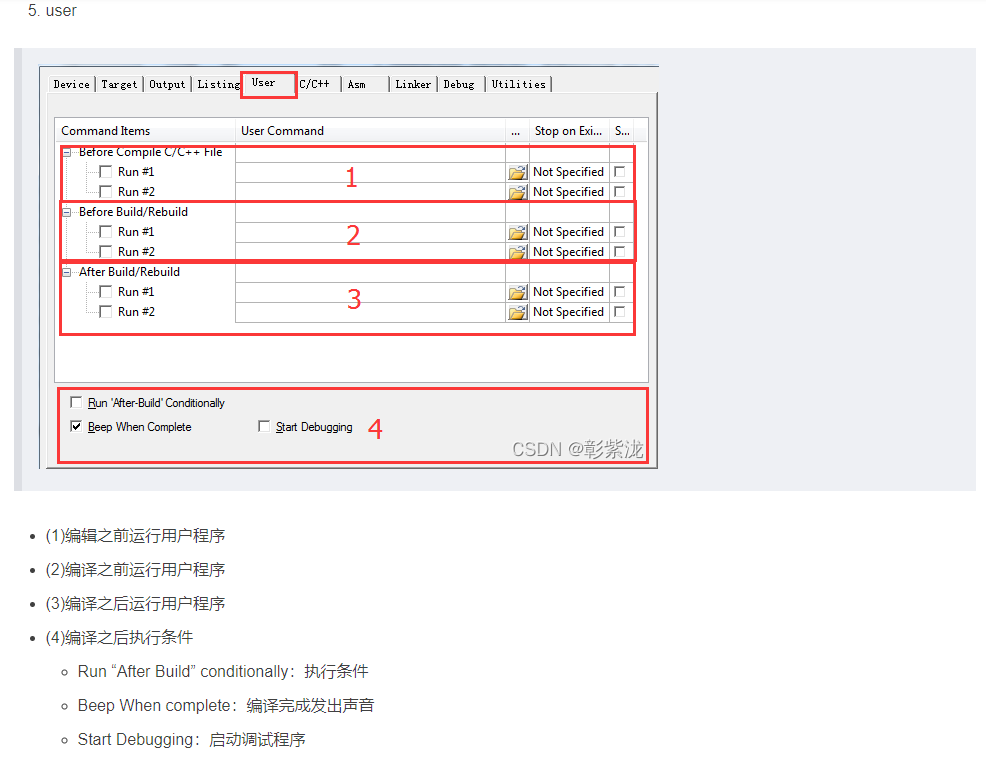 5. user
Device Target Output Listing User C/C++ Asm Linker Debug Utilities
Command Items User Command ... Stop on Exi... S...
Before Compile C/C++ File
Run #1 Not Specified
1
Run #2 Not Specified
Before Build/Rebuild
Run #1 Not Specified
2
Run #2 Not Specified
After Build/Rebuild
Run #1 Not Specified
3
Run #2 Not Specified
Run 'After-Build' Conditionally
Beep When Complete Start Debugging 4
CSDN @彰紫泷
(1)编辑之前运行用户程序
(2)编译之前运行用户程序
(3)编译之后运行用户程序
(4)编译之后执行条件
Run “After Build” conditionally：执行条件
Beep When complete：编译完成发出声音
Start Debugging：启动调试程序